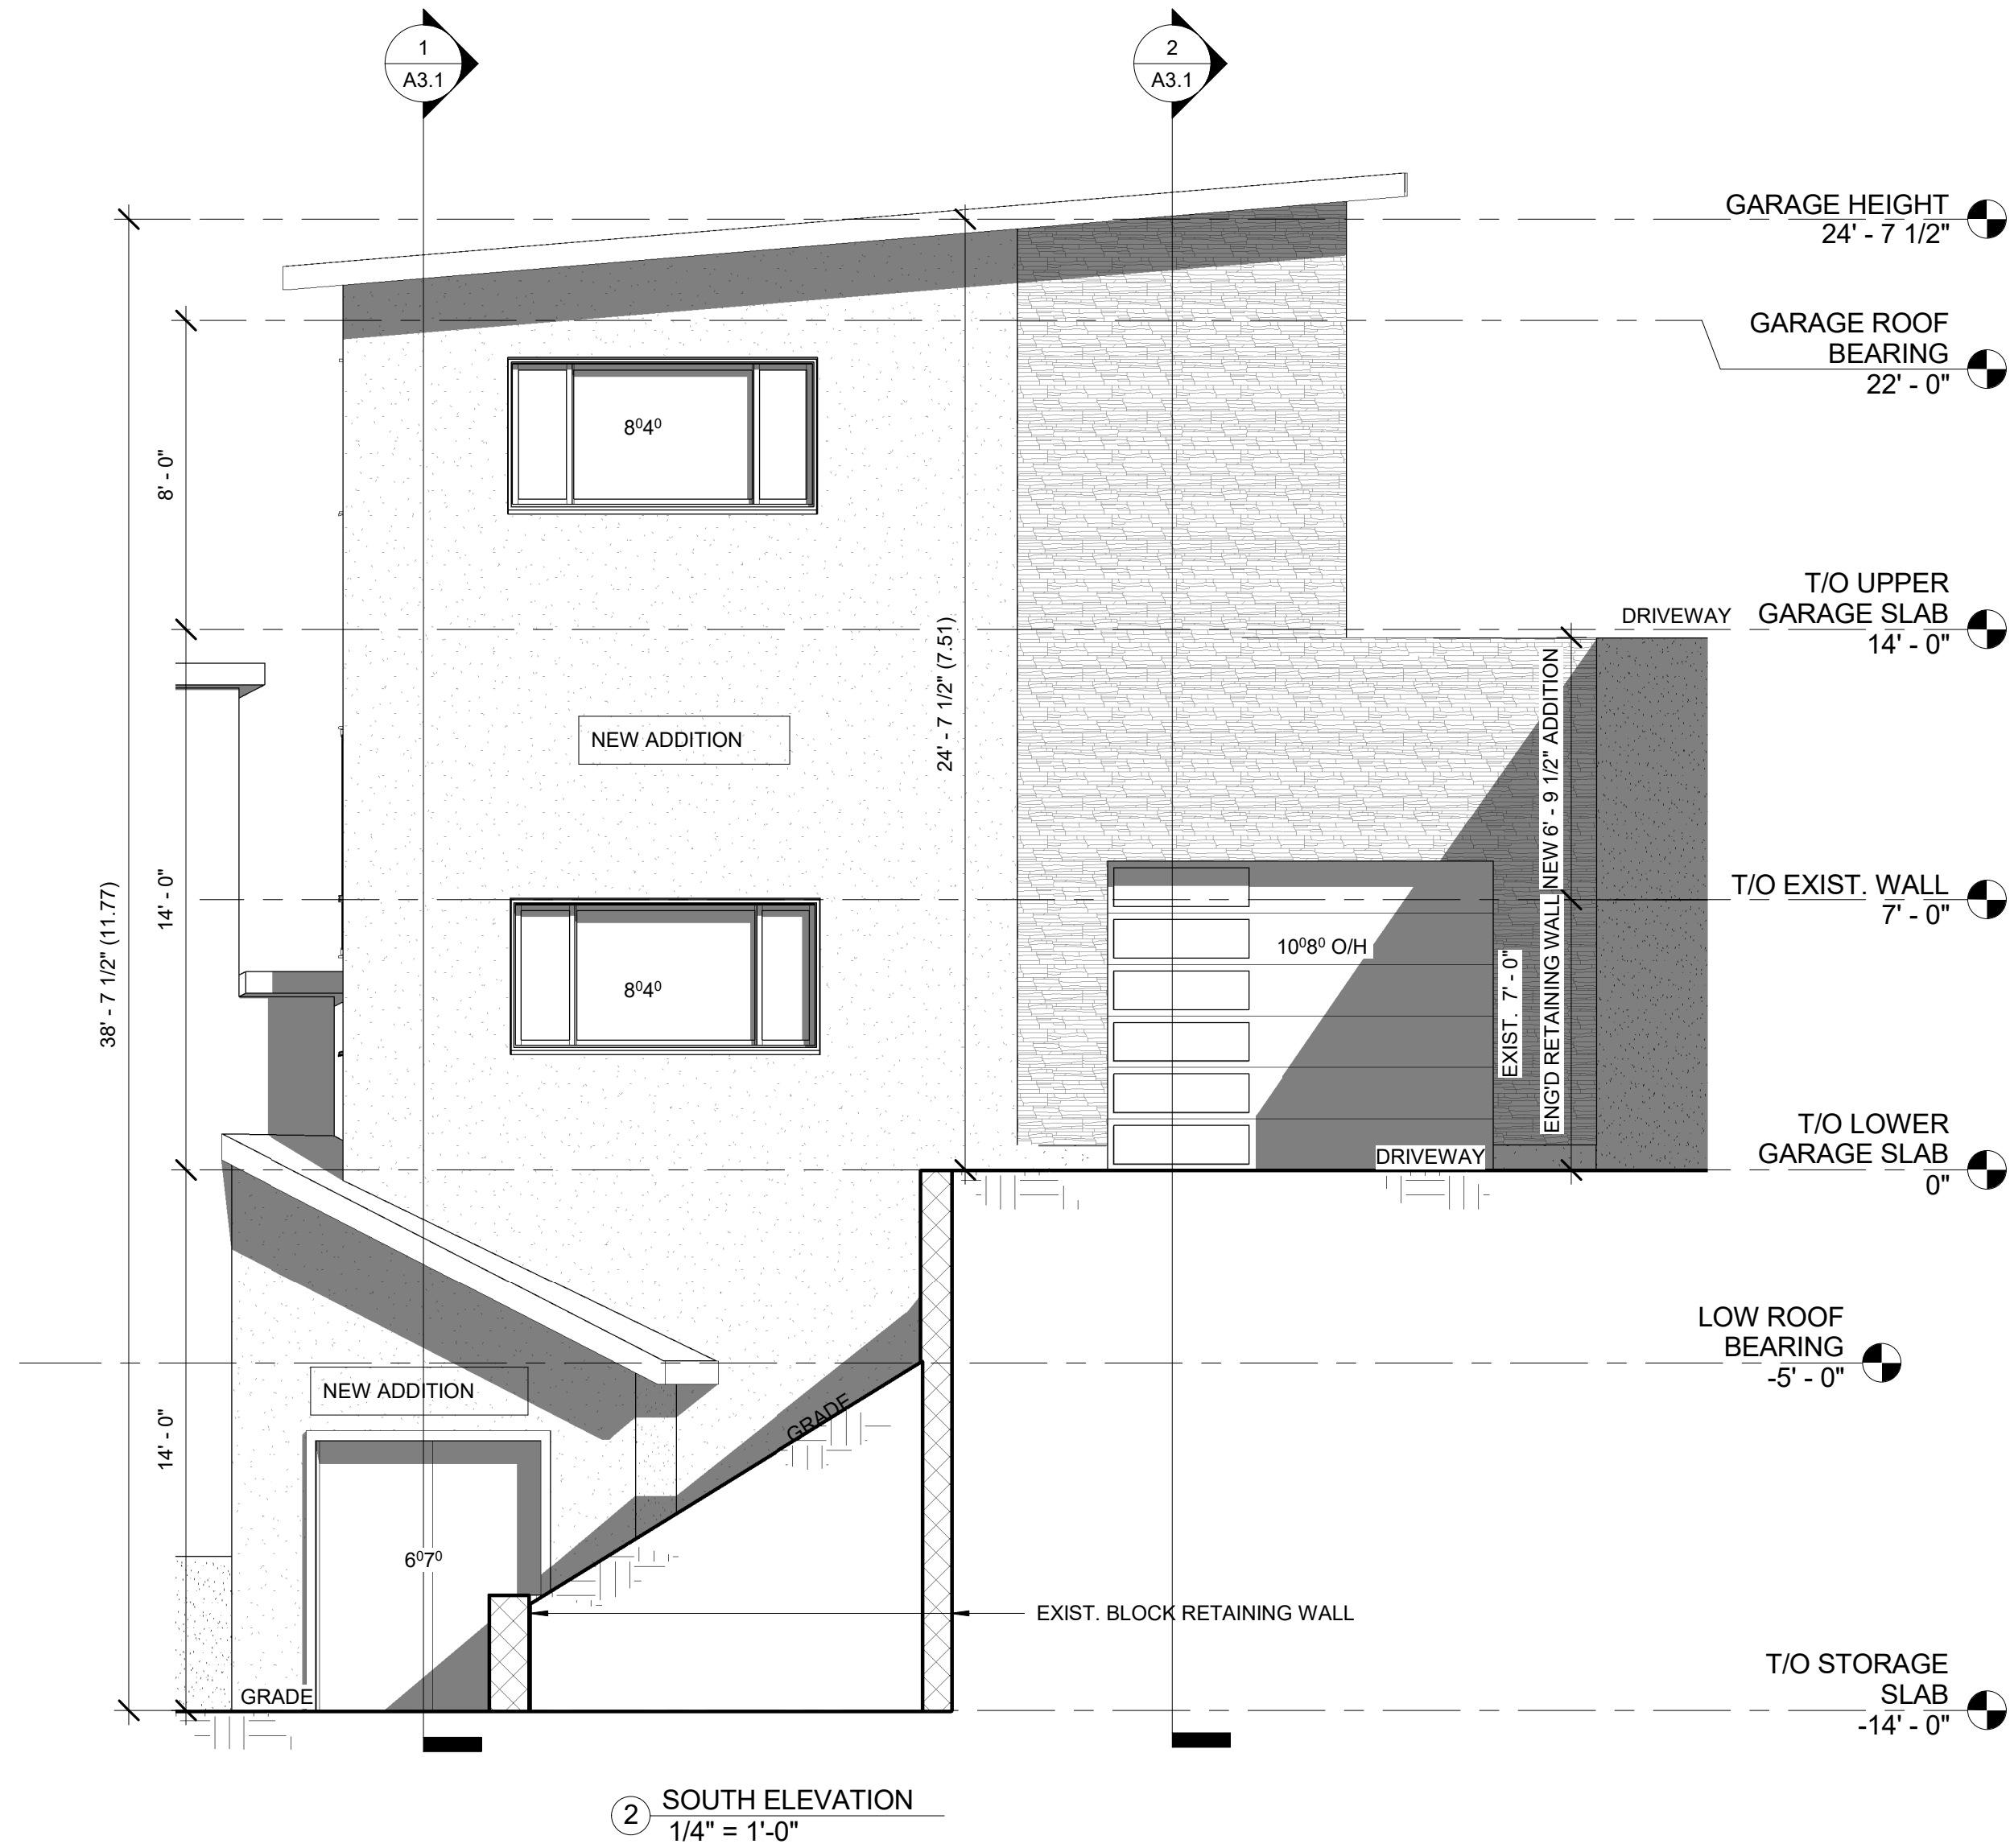 1
A3.1
2
A3.1
GARAGE HEIGHT
24' - 7 1/2"
GARAGE ROOF
BEARING
22' - 0"
8⁰4⁰
8' - 0"
T/O UPPER
GARAGE SLAB
14' - 0"
DRIVEWAY
NEW ADDITION
24' - 7 1/2" (7.51)
NEW 6' - 9 1/2" ADDITION
ENG'D RETAINING WALL
T/O EXIST. WALL
7' - 0"
14' - 0"
38' - 7 1/2" (11.77)
8⁰4⁰
10⁰8⁰ O/H
EXIST. 7' - 0"
DRIVEWAY
T/O LOWER
GARAGE SLAB
0"
LOW ROOF
BEARING
-5' - 0"
NEW ADDITION
GRADE
14' - 0"
6⁰7⁰
EXIST. BLOCK RETAINING WALL
GRADE
T/O STORAGE
SLAB
-14' - 0"
2
SOUTH ELEVATION
1/4" = 1'-0"